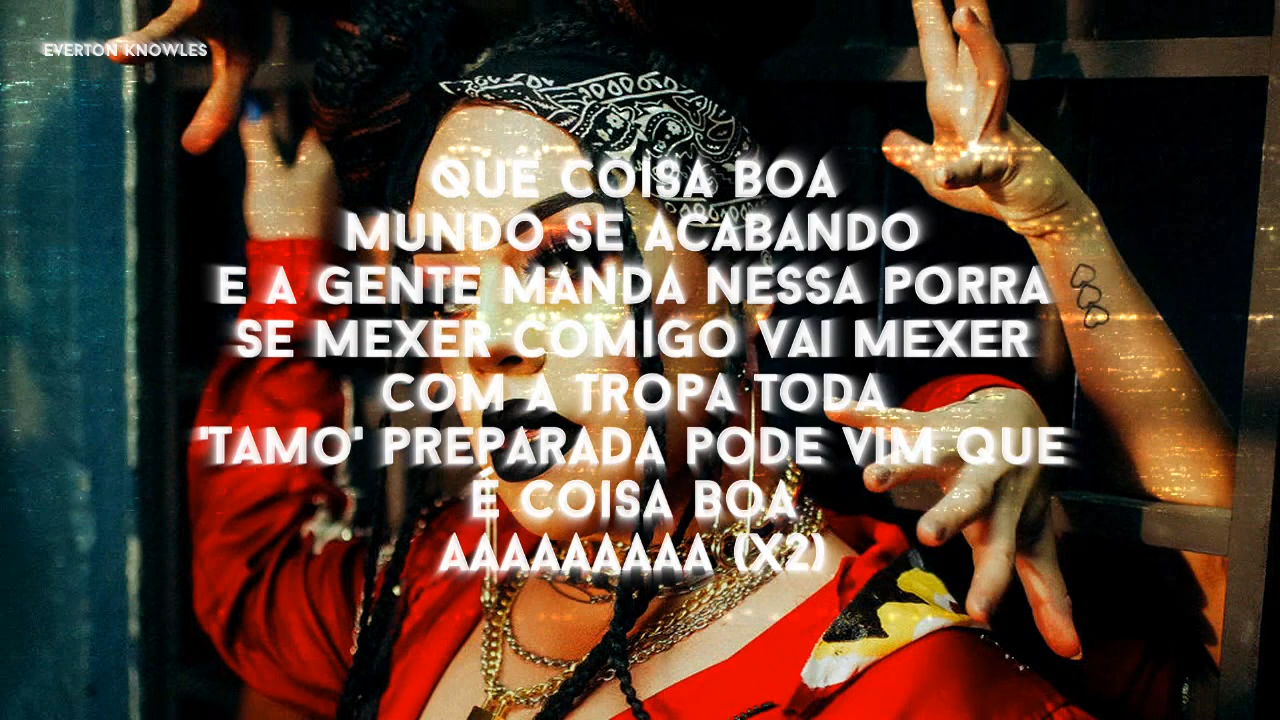 EVERTON KNOWLES
QUE COISA BOA
MUNDO SE ACABANDO
E A GENTE MANDA NESSA PORRA
SE MEXER COMIGO VAI MEXER
COM A TROPA TODA
'TAMO' PREPARADA PODE VIM QUE
É COISA BOA
AAAAAAAAA (X2)